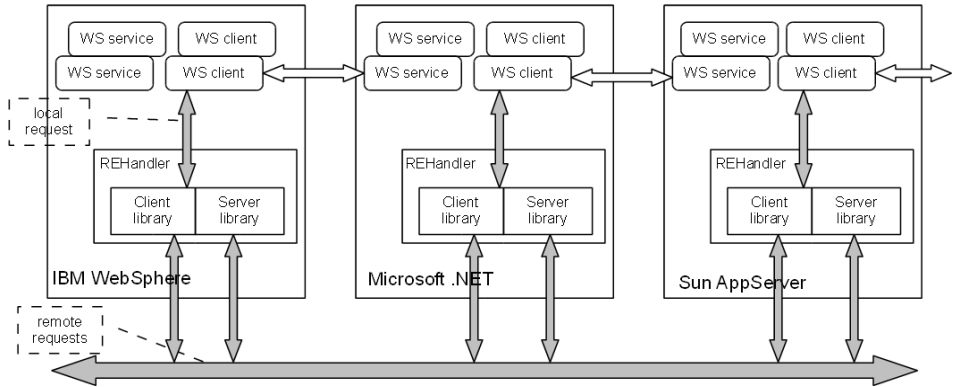 WS service
WS client
WS service
WS client
local
request
REHandler
Client
library
Server
library
IBM WebSphere
WS service
WS client
WS service
WS client
REHandler
Client
library
Server
library
Microsoft .NET
WS service
WS client
WS service
WS client
REHandler
Client
library
Server
library
Sun AppServer
remote
requests